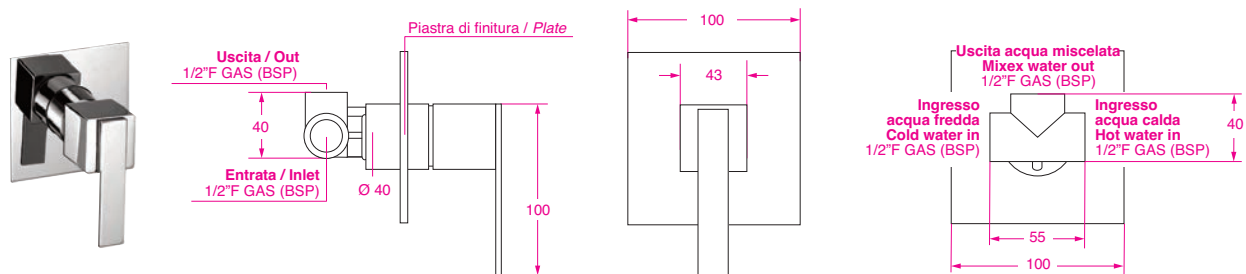 Piastra di finitura / Plate
Uscita / Out
1/2"F GAS (BSP)
40
Entrata / Inlet
1/2"F GAS (BSP)
Ø 40
100
100
43
Uscita acqua miscelata
Mixex water out
1/2"F GAS (BSP)
Ingresso
acqua fredda
Cold water in
1/2"F GAS (BSP)
Ingresso
acqua calda
Hot water in
1/2"F GAS (BSP)
40
55
100